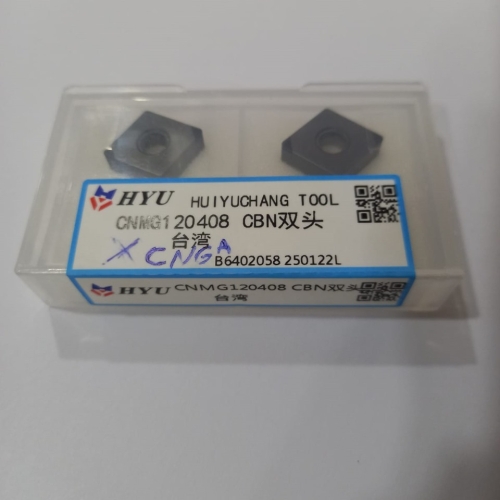 HYU HUIYUCHANG TOOL
CNMG120408 CBN双头
台湾
X CNGA
B6402058 250122L
HYU CNMG120408 CBN双头
台湾